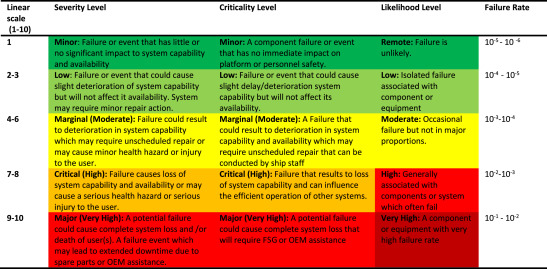 Linear scale (1-10) Severity Level Criticality Level Likelihood Level Failure Rate
1 Minor: Failure or event that has little or Minor: A component failure or event Remote: Failure is 10⁻⁵ - 10⁻⁶
no significant impact to system capability that has no immediate impact on unlikely.
and availability platform or personnel safety.
2-3 Low: Failure or event that could cause Low: Failure or event that could cause Low: Isolated failure 10⁻⁴ - 10⁻⁵
slight deterioration of system capability slight delay/deterioration system associated with
but will not affect it availability. System capability but will not affect its component or
may require minor repair action. availability. equipment
4-6 Marginal (Moderate): Failure could result Marginal (Moderate): A Failure that Moderate: Occasional 10⁻³-10⁻⁴
to deterioration in system capability could result to deterioration in system failure but not in major
which may require unscheduled repair or capability and availability which may proportions.
may cause minor health hazard or injury require unscheduled repair that can be
to the user. conducted by ship staff
7-8 Critical (High): Failure causes loss of Critical (High): Failure that results to loss High: Generally 10⁻²-10⁻³
system capability and availability or may of system capability and can influence associated with
cause a serious health hazard or serious the efficient operation of other systems. components or system
injury to the user. which often fail
9-10 Major (Very High): A potential failure Major (Very High): A potential failure Very High: A component 10⁻¹ - 10⁻²
could cause complete system loss and /or could cause complete system loss that or equipment with very
death of user(s). A failure event which will require FSG or OEM assistance high failure rate
may lead to extended downtime due to
spare parts or OEM assistance.